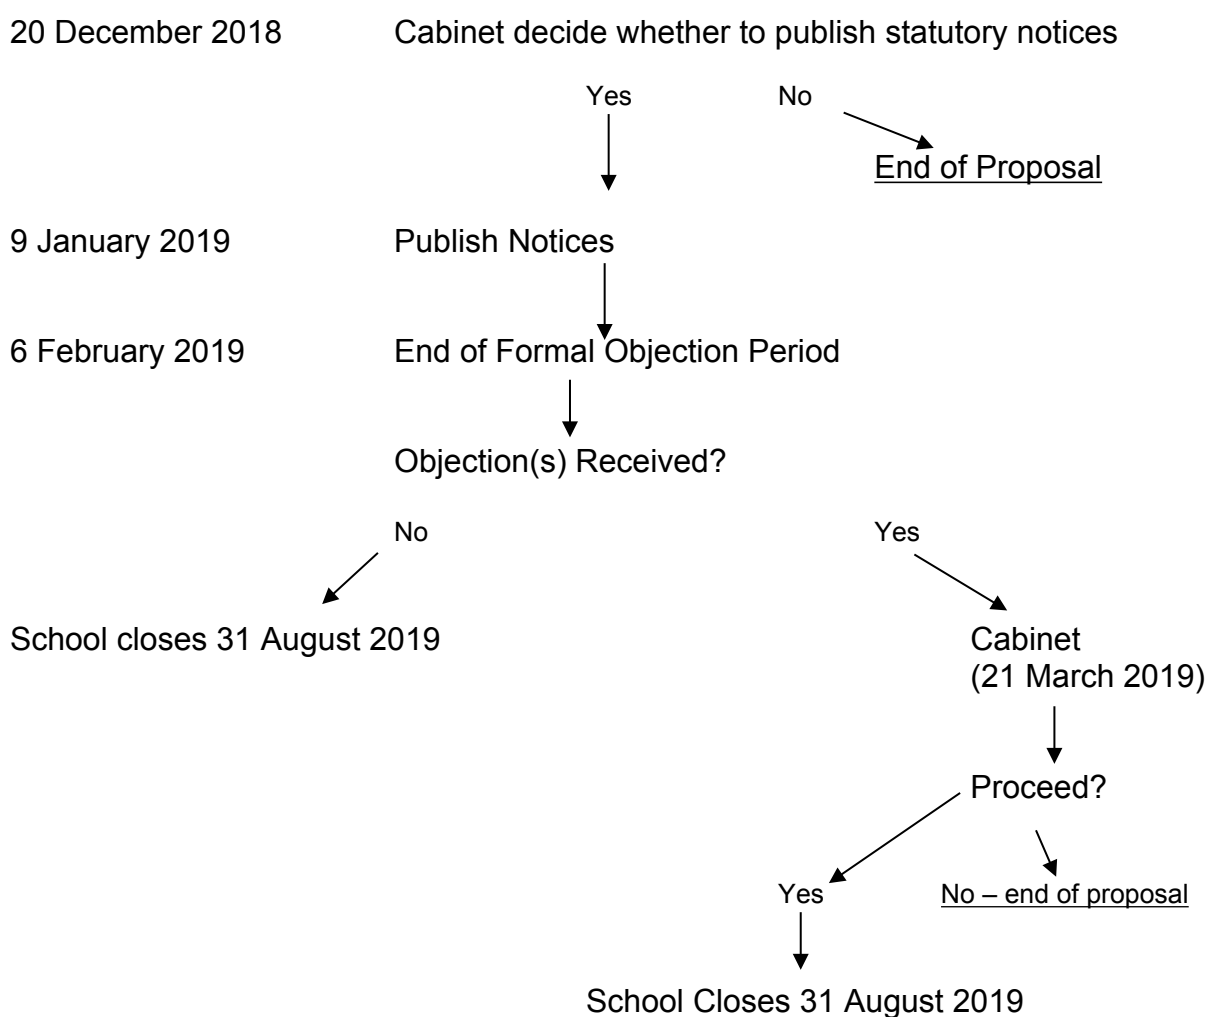 20 December 2018 Cabinet decide whether to publish statutory notices
Yes No
End of Proposal
9 January 2019 Publish Notices
6 February 2019 End of Formal Objection Period
Objection(s) Received?
No Yes
School closes 31 August 2019 Cabinet
(21 March 2019)
Proceed?
Yes No – end of proposal
School Closes 31 August 2019